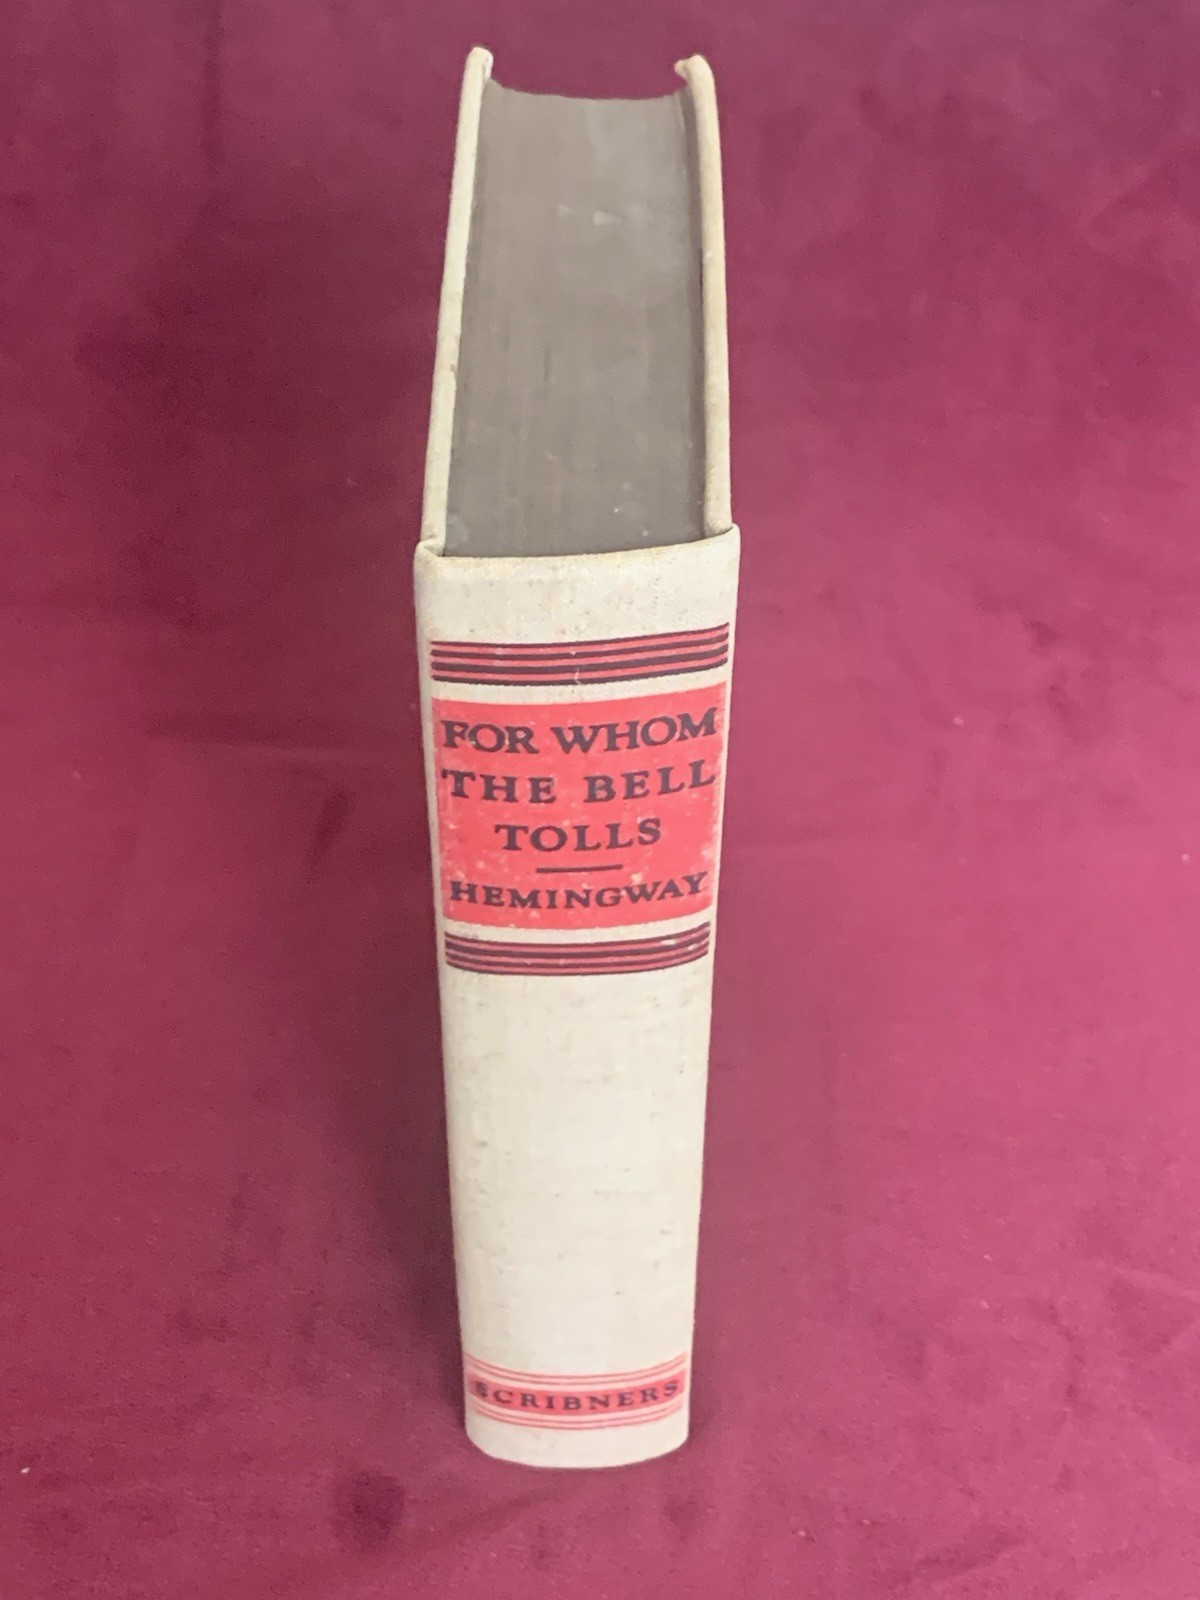 FOR WHOM
THE BELL
TOLLS
HEMINGWAY
SCRIBNERS